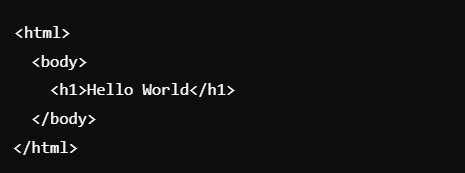 <html>
  <body>
    <h1>Hello World</h1>
  </body>
</html>